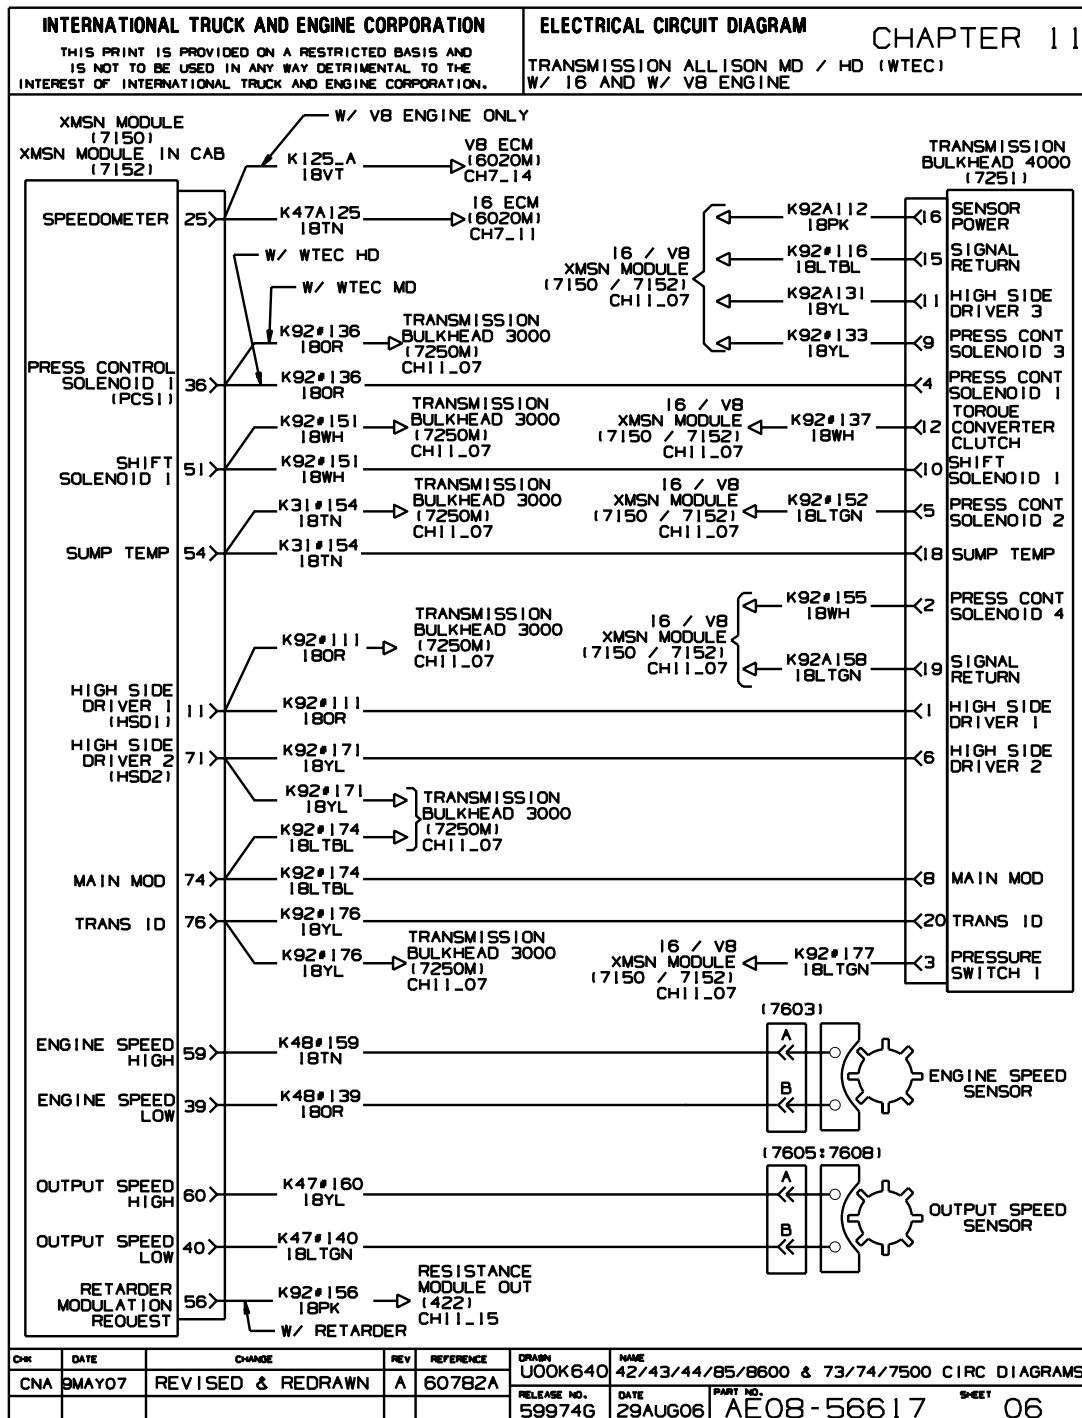 INTERNATIONAL TRUCK AND ENGINE CORPORATION
THIS PRINT IS PROVIDED ON A RESTRICTED BASIS AND
IS NOT TO BE USED IN ANY WAY DETRIMENTAL TO THE
INTEREST OF INTERNATIONAL TRUCK AND ENGINE CORPORATION.
ELECTRICAL CIRCUIT DIAGRAM
CHAPTER 11
TRANSMISSION ALLISON MD / HD (WTEC)
W/ I6 AND W/ V8 ENGINE
XMSN MODULE
(7150)
XMSN MODULE IN CAB
(7152)
W/ V8 ENGINE ONLY
K125_A
18VT
V8 ECM
(6020M)
CH7_14
SPEEDOMETER 25
K47A125
18TN
I6 ECM
(6020M)
CH7_11
W/ WTEC HD
W/ WTEC MD
K92#136
18OR
TRANSMISSION
BULKHEAD 3000
(7250M)
CH11_07
PRESS CONTROL
SOLENOID 1
(PCS1)
36
K92#136
18OR
K92#151
18WH
TRANSMISSION
BULKHEAD 3000
(7250M)
CH11_07
SHIFT
SOLENOID 1
51
K92#151
18WH
K31#154
18TN
TRANSMISSION
BULKHEAD 3000
(7250M)
CH11_07
SUMP TEMP 54
K31#154
18TN
K92#111
18OR
TRANSMISSION
BULKHEAD 3000
(7250M)
CH11_07
HIGH SIDE
DRIVER 1
(HSD1)
11
K92#111
18OR
HIGH SIDE
DRIVER 2
(HSD2)
71
K92#171
18YL
K92#171
18YL
K92#174
18LTBL
TRANSMISSION
BULKHEAD 3000
(7250M)
CH11_07
MAIN MOD 74
K92#174
18LTBL
TRANS ID 76
K92#176
18YL
K92#176
18YL
TRANSMISSION
BULKHEAD 3000
(7250M)
CH11_07
ENGINE SPEED
HIGH
59
K48#159
18TN
ENGINE SPEED
LOW
39
K48#139
18OR
OUTPUT SPEED
HIGH
60
K47#160
18YL
OUTPUT SPEED
LOW
40
K47#140
18LTGN
RETARDER
MODULATION
REQUEST
56
K92#156
18PK
RESISTANCE
MODULE OUT
(422)
CH11_15
W/ RETARDER
TRANSMISSION
BULKHEAD 4000
(7251)
I6 / V8
XMSN MODULE
(7150 / 7152)
CH11_07
K92A112
18PK
16 SENSOR
POWER
K92#116
18LTBL
15 SIGNAL
RETURN
K92A131
18YL
11 HIGH SIDE
DRIVER 3
K92#133
18YL
9 PRESS CONT
SOLENOID 3
4 PRESS CONT
SOLENOID 1
I6 / V8
XMSN MODULE
(7150 / 7152)
CH11_07
K92#137
18WH
12 TORQUE
CONVERTER
CLUTCH
10 SHIFT
SOLENOID 1
I6 / V8
XMSN MODULE
(7150 / 7152)
CH11_07
K92#152
18LTGN
5 PRESS CONT
SOLENOID 2
18 SUMP TEMP
I6 / V8
XMSN MODULE
(7150 / 7152)
CH11_07
K92#155
18WH
2 PRESS CONT
SOLENOID 4
K92A158
18LTGN
19 SIGNAL
RETURN
1 HIGH SIDE
DRIVER 1
6 HIGH SIDE
DRIVER 2
8 MAIN MOD
20 TRANS ID
I6 / V8
XMSN MODULE
(7150 / 7152)
CH11_07
K92#177
18LTGN
3 PRESSURE
SWITCH 1
(7603)
A
B
ENGINE SPEED
SENSOR
(7605:7608)
A
B
OUTPUT SPEED
SENSOR
CHK DATE CHANGE REV REFERENCE
CNA 9MAY07 REVISED & REDRAWN A 60782A
DRAWN
U00K640
NAME
42/43/44/85/8600 & 73/74/7500 CIRC DIAGRAMS
RELEASE NO.
59974G
DATE
29AUG06
PART NO.
AE08-56617
SHEET
06